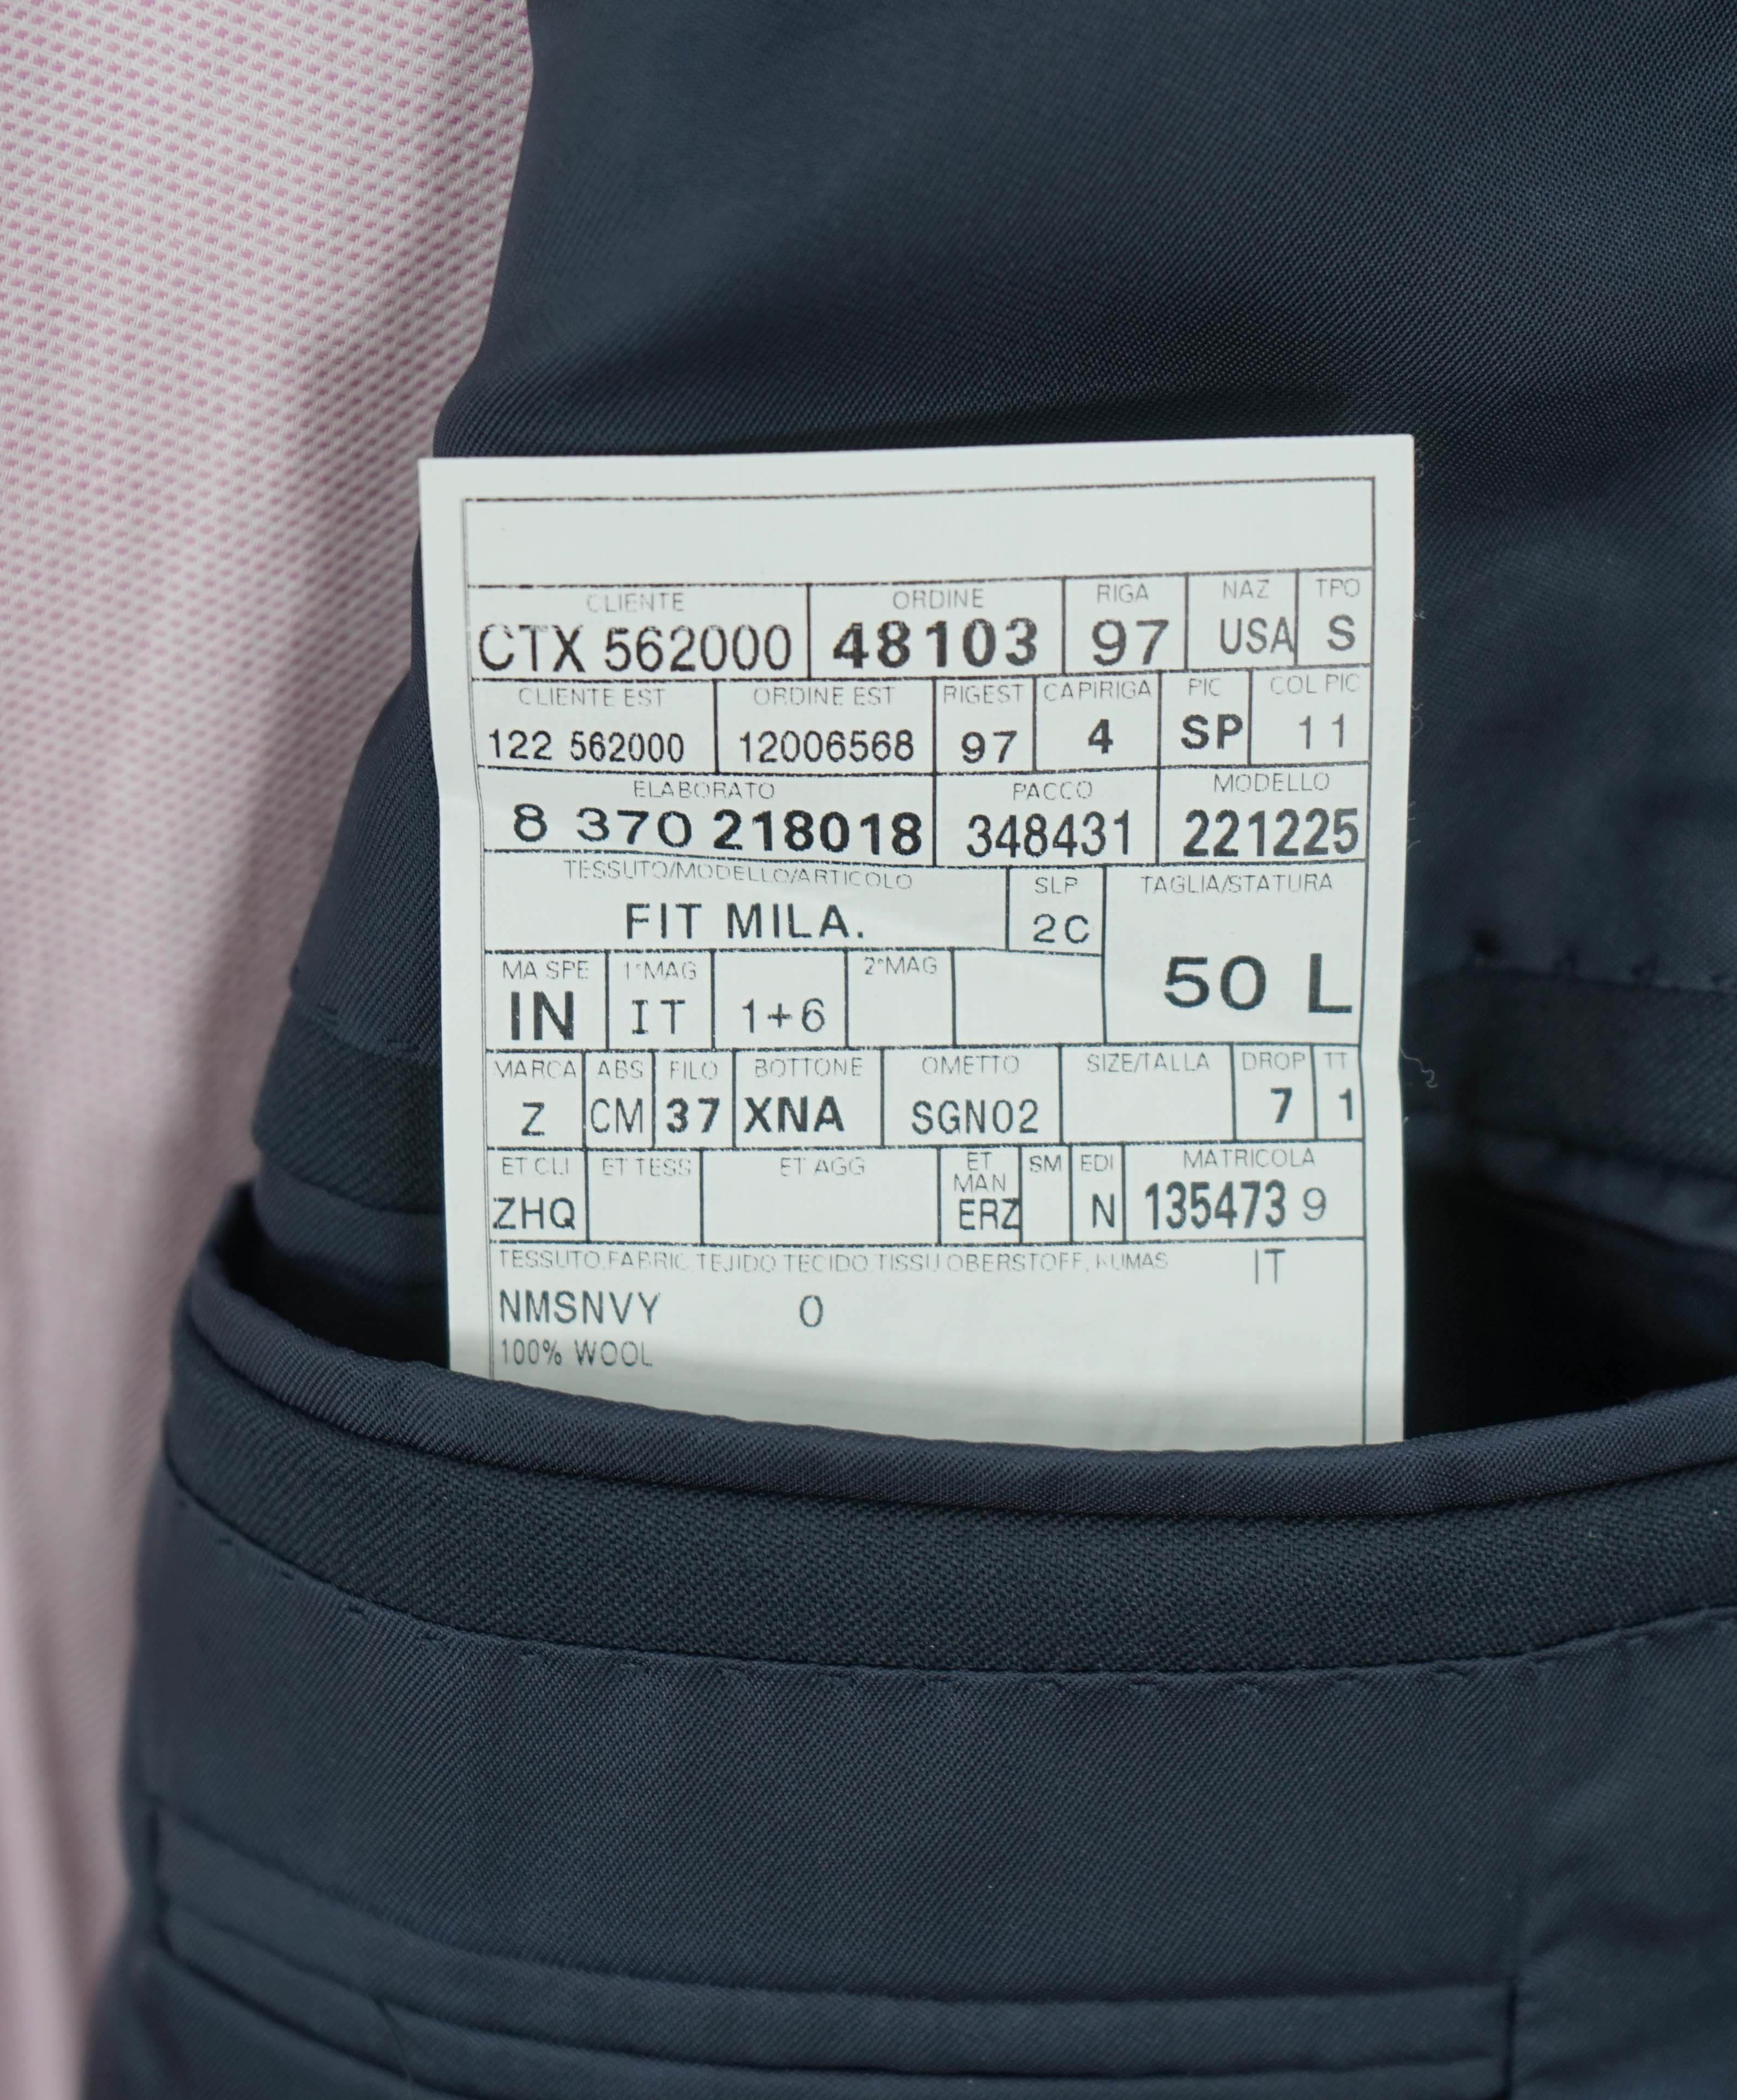 CLIENTE ORDINE RIGA NAZ TPO
CTX 562000 48103 97 USA S
CLIENTE EST ORDINE EST RIGEST CAPIRIGA PIC COL PIC
122 562000 12006568 97 4 SP 11
ELABORATO PACCO MODELLO
8 370 218018 348431 221225
TESSUTO/MODELLO/ARTICOLO SLP TAGLIA/STATURA
FIT MILA. 2C 50 L
MA SPE 1°MAG 2°MAG
IN IT 1+6
MARCA ABS FILO BOTTONE OMETTO SIZE/TALLA DROP TT
Z CM 37 XNA SGN02 7 1
ET CLI ET TESS ET AGG ET MAN SM EDI MATRICOLA
ZHQ ERZ N 135473 9
TESSUTO,FABRIC,TEJIDO,TECIDO,TISSU,OBERSTOFF, KUMAS IT
NMSNVY 0
100% WOOL